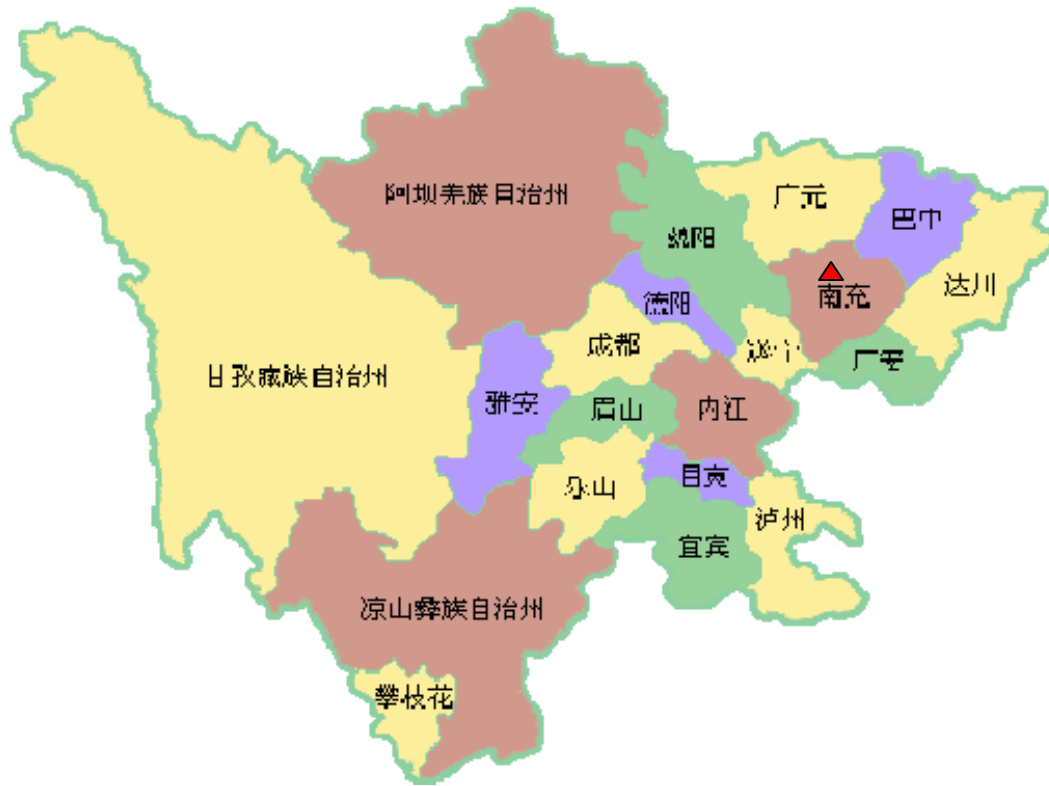 阿坝羌族自治州
广元
巴中
绵阳
达川
南充
德阳
成都
遂宁
广安
甘孜藏族自治州
雅安
眉山
内江
乐山
自贡
泸州
宜宾
凉山彝族自治州
攀枝花